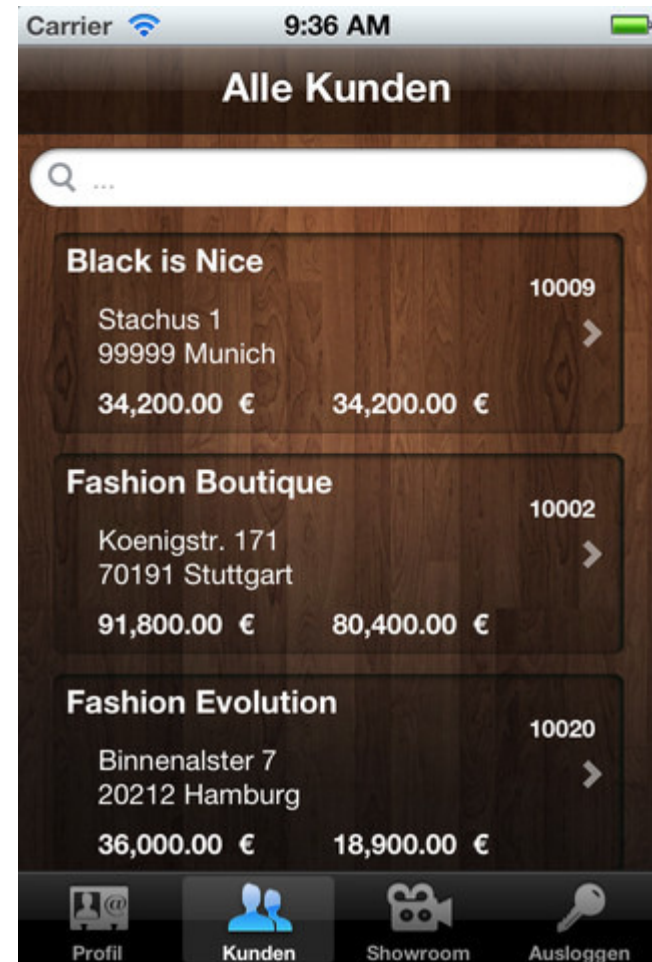 Carrier 9:36 AM
Alle Kunden
...
Black is Nice
10009
Stachus 1
99999 Munich
34,200.00 € 34,200.00 €
Fashion Boutique
10002
Koenigstr. 171
70191 Stuttgart
91,800.00 € 80,400.00 €
Fashion Evolution
10020
Binnenalster 7
20212 Hamburg
36,000.00 € 18,900.00 €
@
Profil Kunden Showroom Ausloggen